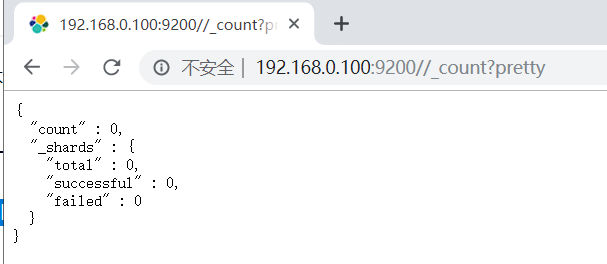 192.168.0.100:9200//_count?pr
不安全 | 192.168.0.100:9200//_count?pretty
{
  "count" : 0,
  "_shards" : {
    "total" : 0,
    "successful" : 0,
    "failed" : 0
  }
}